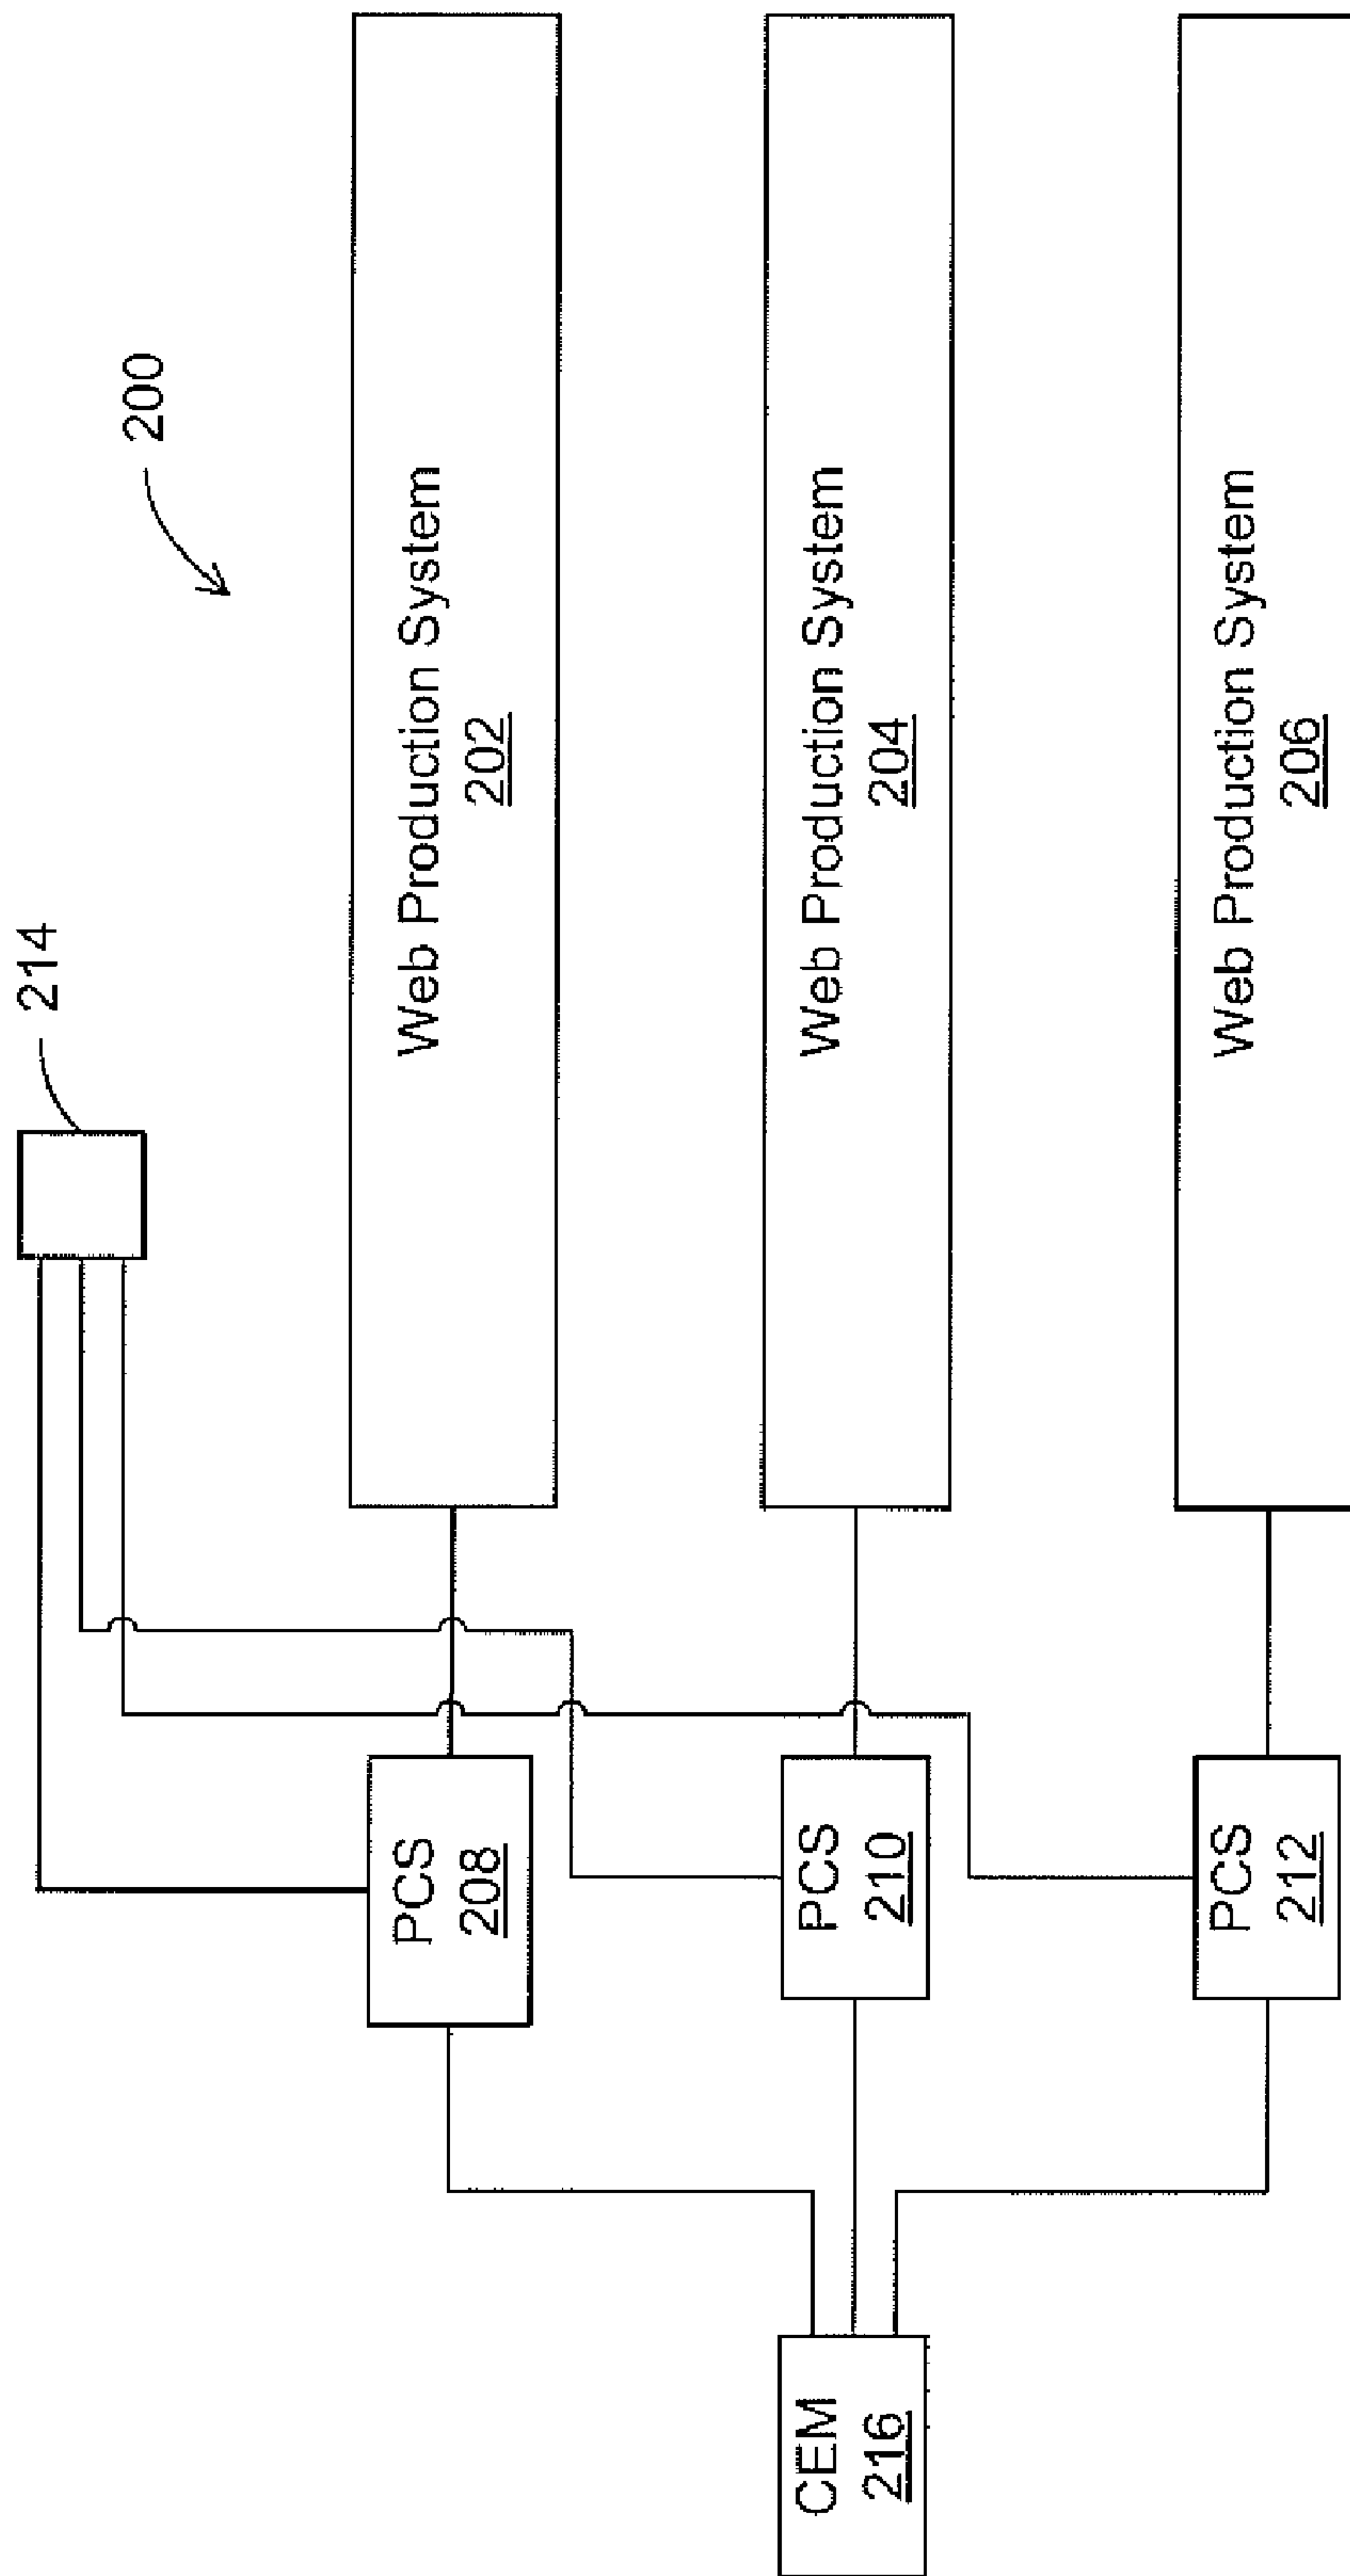 200
214
Web Production System
202
PCS
208
Web Production System
204
PCS
210
CEM
216
Web Production System
206
PCS
212